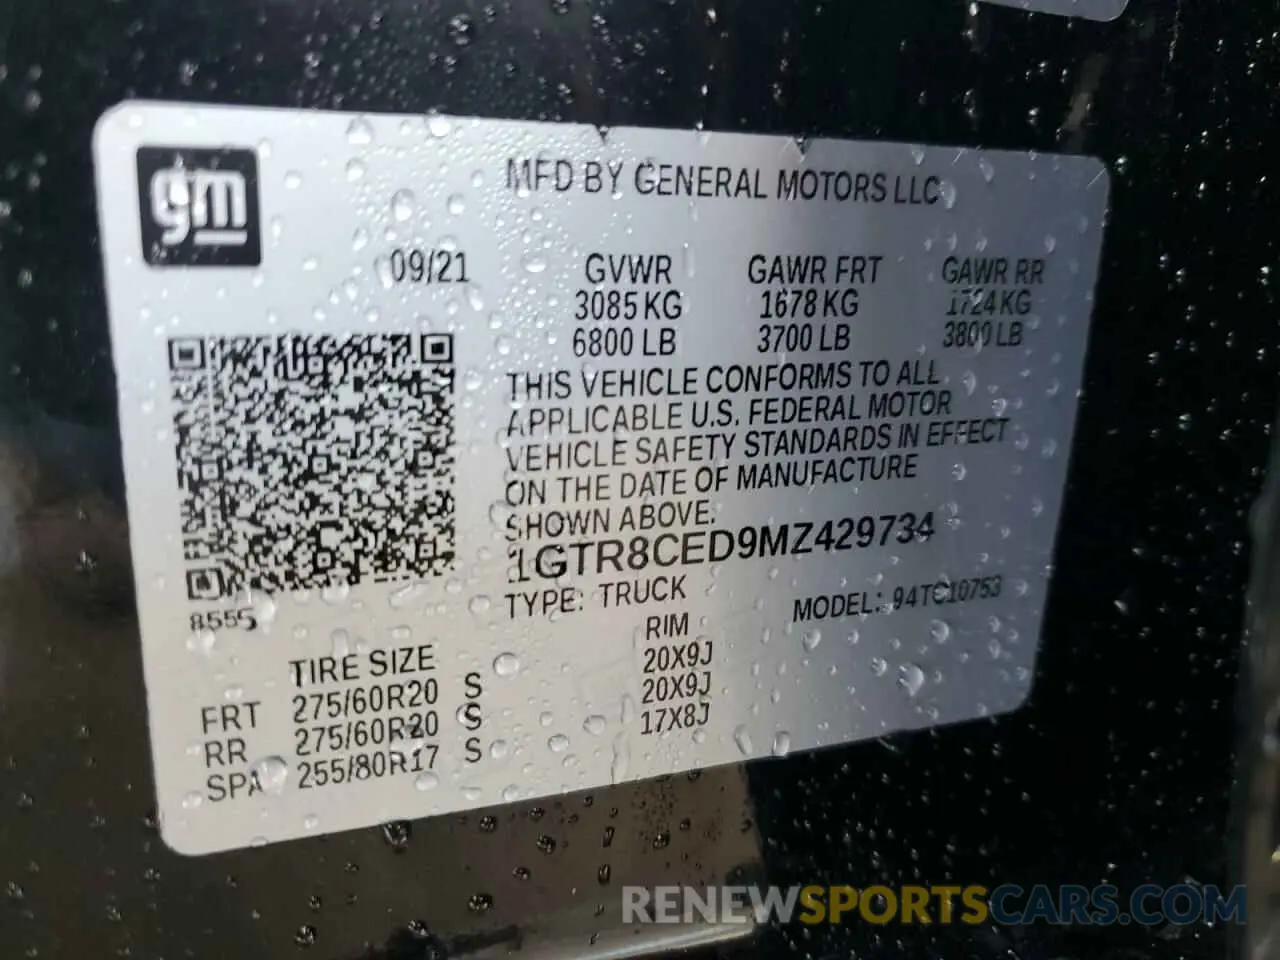 gm
MFD BY GENERAL MOTORS LLC
09/21
GVWR GAWR FRT GAWR RR
3085 KG 1678 KG 1724 KG
6800 LB 3700 LB 3800 LB
THIS VEHICLE CONFORMS TO ALL
APPLICABLE U.S. FEDERAL MOTOR
VEHICLE SAFETY STANDARDS IN EFFECT
ON THE DATE OF MANUFACTURE
SHOWN ABOVE.
1GTR8CED9MZ429734
TYPE: TRUCK MODEL: 94TC10753
8555
TIRE SIZE RIM
FRT 275/60R20 S 20X9J
RR 275/60R20 S 20X9J
SPA 255/80R17 S 17X8J
RENEWSPORTSCARS.COM